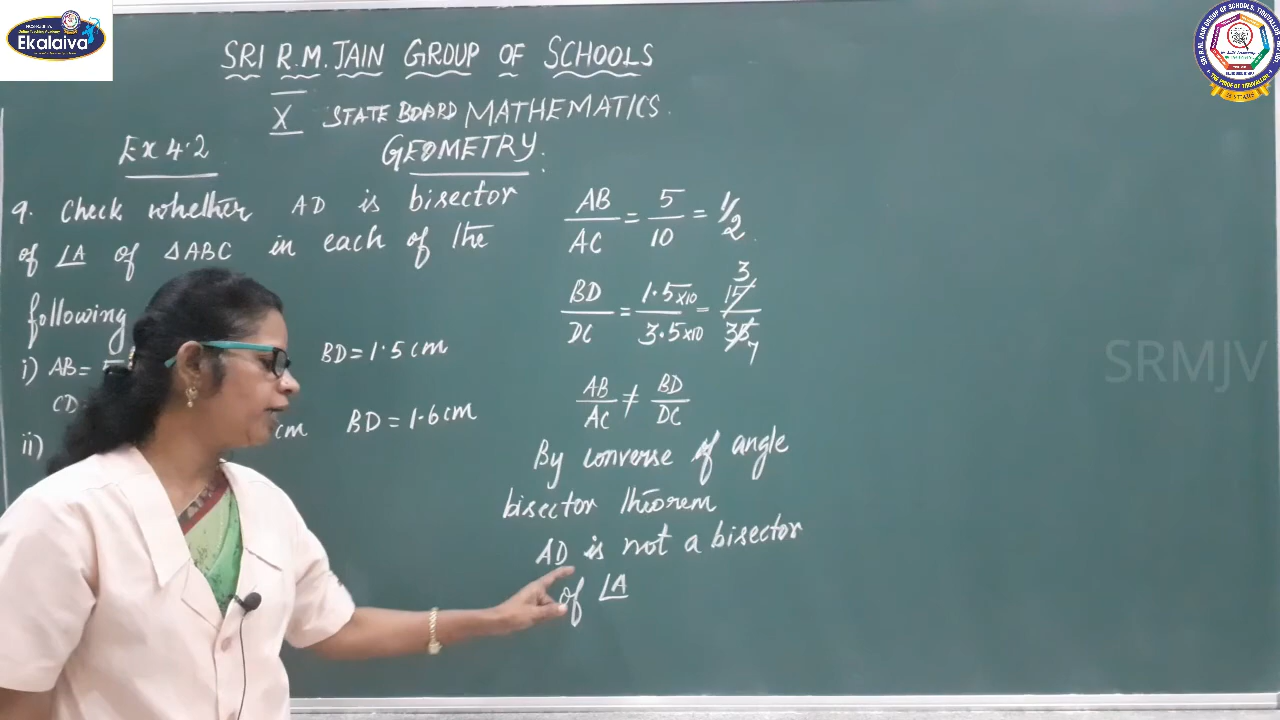 Ekalaiva
SRI R.M. JAIN GROUP OF SCHOOLS
X STATE BOARD MATHEMATICS.
Ex 4.2
GEOMETRY.
9. Check whether AD is bisector
of ∠A of ΔABC in each of the
following
i) AB = 5 BD = 1.5 cm
CD
ii) cm BD = 1.6 cm
AB/AC = 5/10 = 1/2.
BD/DC = 1.5×10/3.5×10 = 15/35 3/7
AB/AC ≠ BD/DC
By converse of angle
bisector theorem
AD is not a bisector
of ∠A
SRMJV